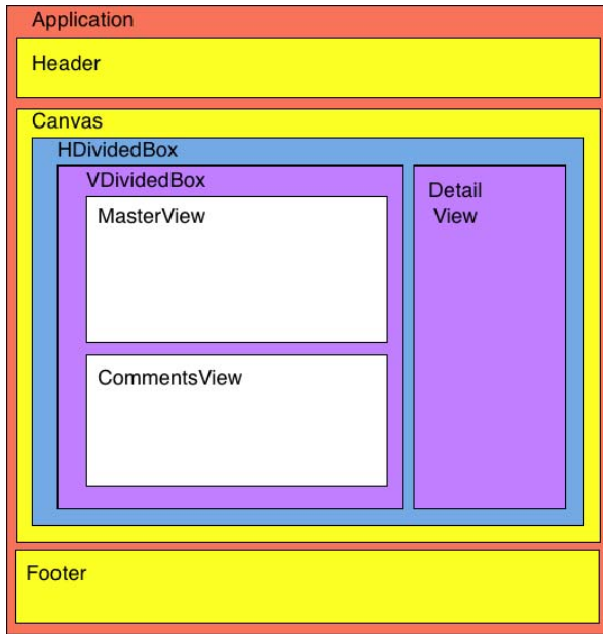 Application
Header
Canvas
HDividedBox
VDividedBox
MasterView
Detail
View
CommentsView
Footer